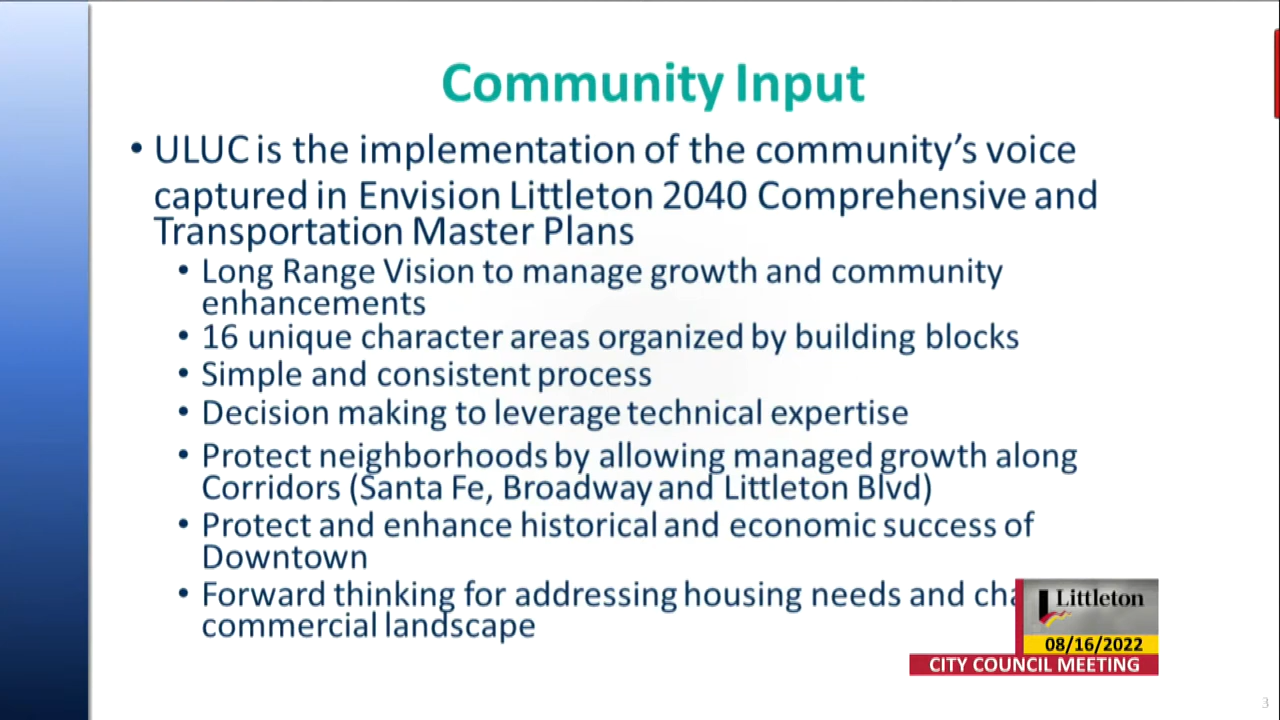 Community Input
• ULUC is the implementation of the community's voice
captured in Envision Littleton 2040 Comprehensive and
Transportation Master Plans
• Long Range Vision to manage growth and community
enhancements
• 16 unique character areas organized by building blocks
• Simple and consistent process
• Decision making to leverage technical expertise
• Protect neighborhoods by allowing managed growth along
Corridors (Santa Fe, Broadway and Littleton Blvd)
• Protect and enhance historical and economic success of
Downtown
• Forward thinking for addressing housing needs and
commercial landscape
Littleton
08/16/2022
CITY COUNCIL MEETING
3